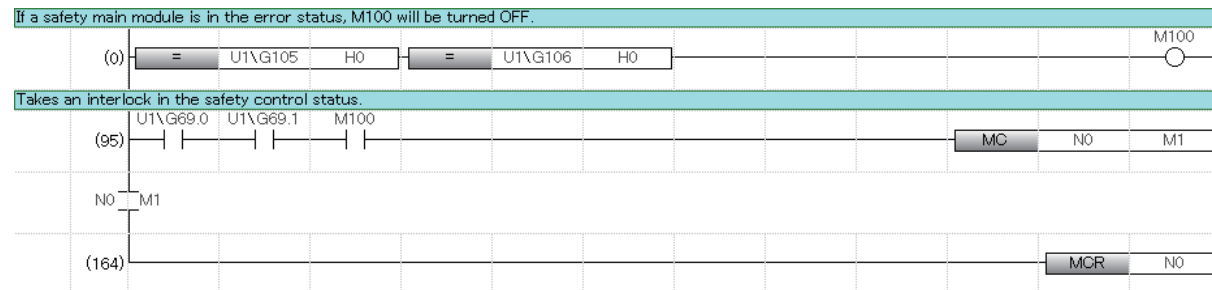 If a safety main module is in the error status, M100 will be turned OFF.
M100
(0) = U1\G105 H0 = U1\G106 H0
Takes an interlock in the safety control status.
U1\G69.0 U1\G69.1 M100
(95) MC N0 M1
N0 M1
(164) MCR N0